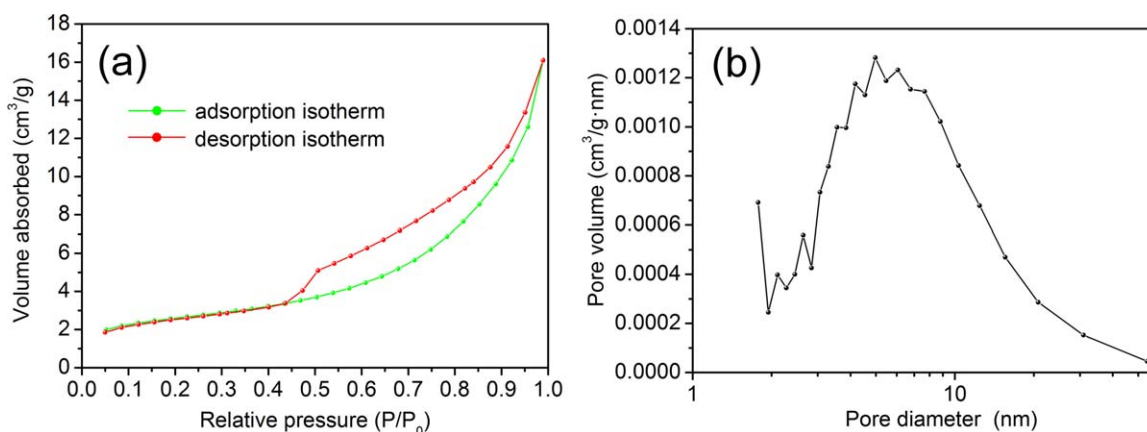 (a)
adsorption isotherm
desorption isotherm
Volume absorbed (cm³/g)
18
16
14
12
10
8
6
4
2
0
0.0 0.1 0.2 0.3 0.4 0.5 0.6 0.7 0.8 0.9 1.0
Relative pressure (P/P₀)
(b)
Pore volume (cm³/g·nm)
0.0014
0.0012
0.0010
0.0008
0.0006
0.0004
0.0002
0.0000
1 10
Pore diameter (nm)